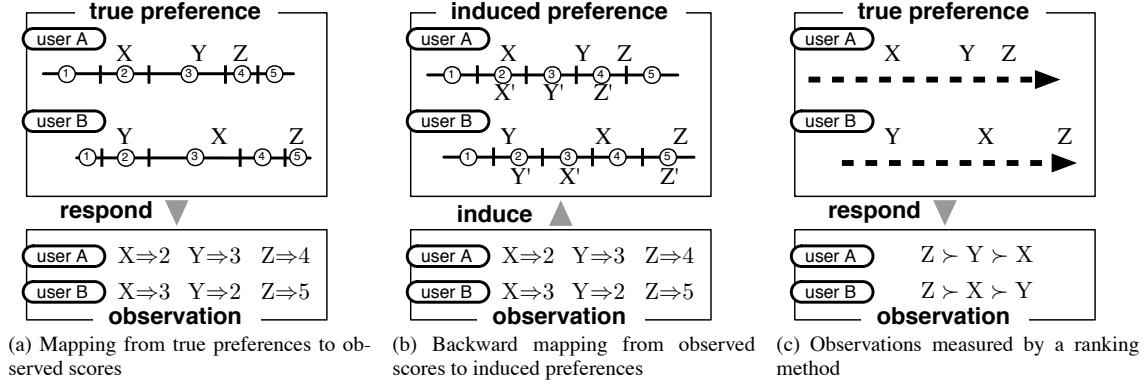 true preference
user A
X Y Z
1 2 3 4 5
user B
Y X Z
1 2 3 4 5
respond
user A X⇒2 Y⇒3 Z⇒4
user B X⇒3 Y⇒2 Z⇒5
observation
(a) Mapping from true preferences to ob-
served scores
induced preference
user A
X Y Z
1 2 3 4 5
X' Y' Z'
user B
Y X Z
1 2 3 4 5
Y' X' Z'
induce
user A X⇒2 Y⇒3 Z⇒4
user B X⇒3 Y⇒2 Z⇒5
observation
(b) Backward mapping from observed
scores to induced preferences
true preference
user A
X Y Z
user B
Y X Z
respond
user A Z ≻ Y ≻ X
user B Z ≻ X ≻ Y
observation
(c) Observations measured by a ranking
method